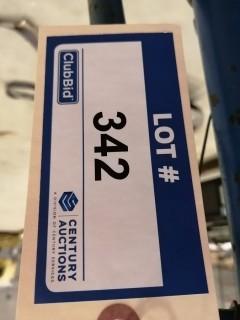 LOT #
342
ClubBid
CENTURY
AUCTIONS
A DIVISION OF CENTURY SERVICES